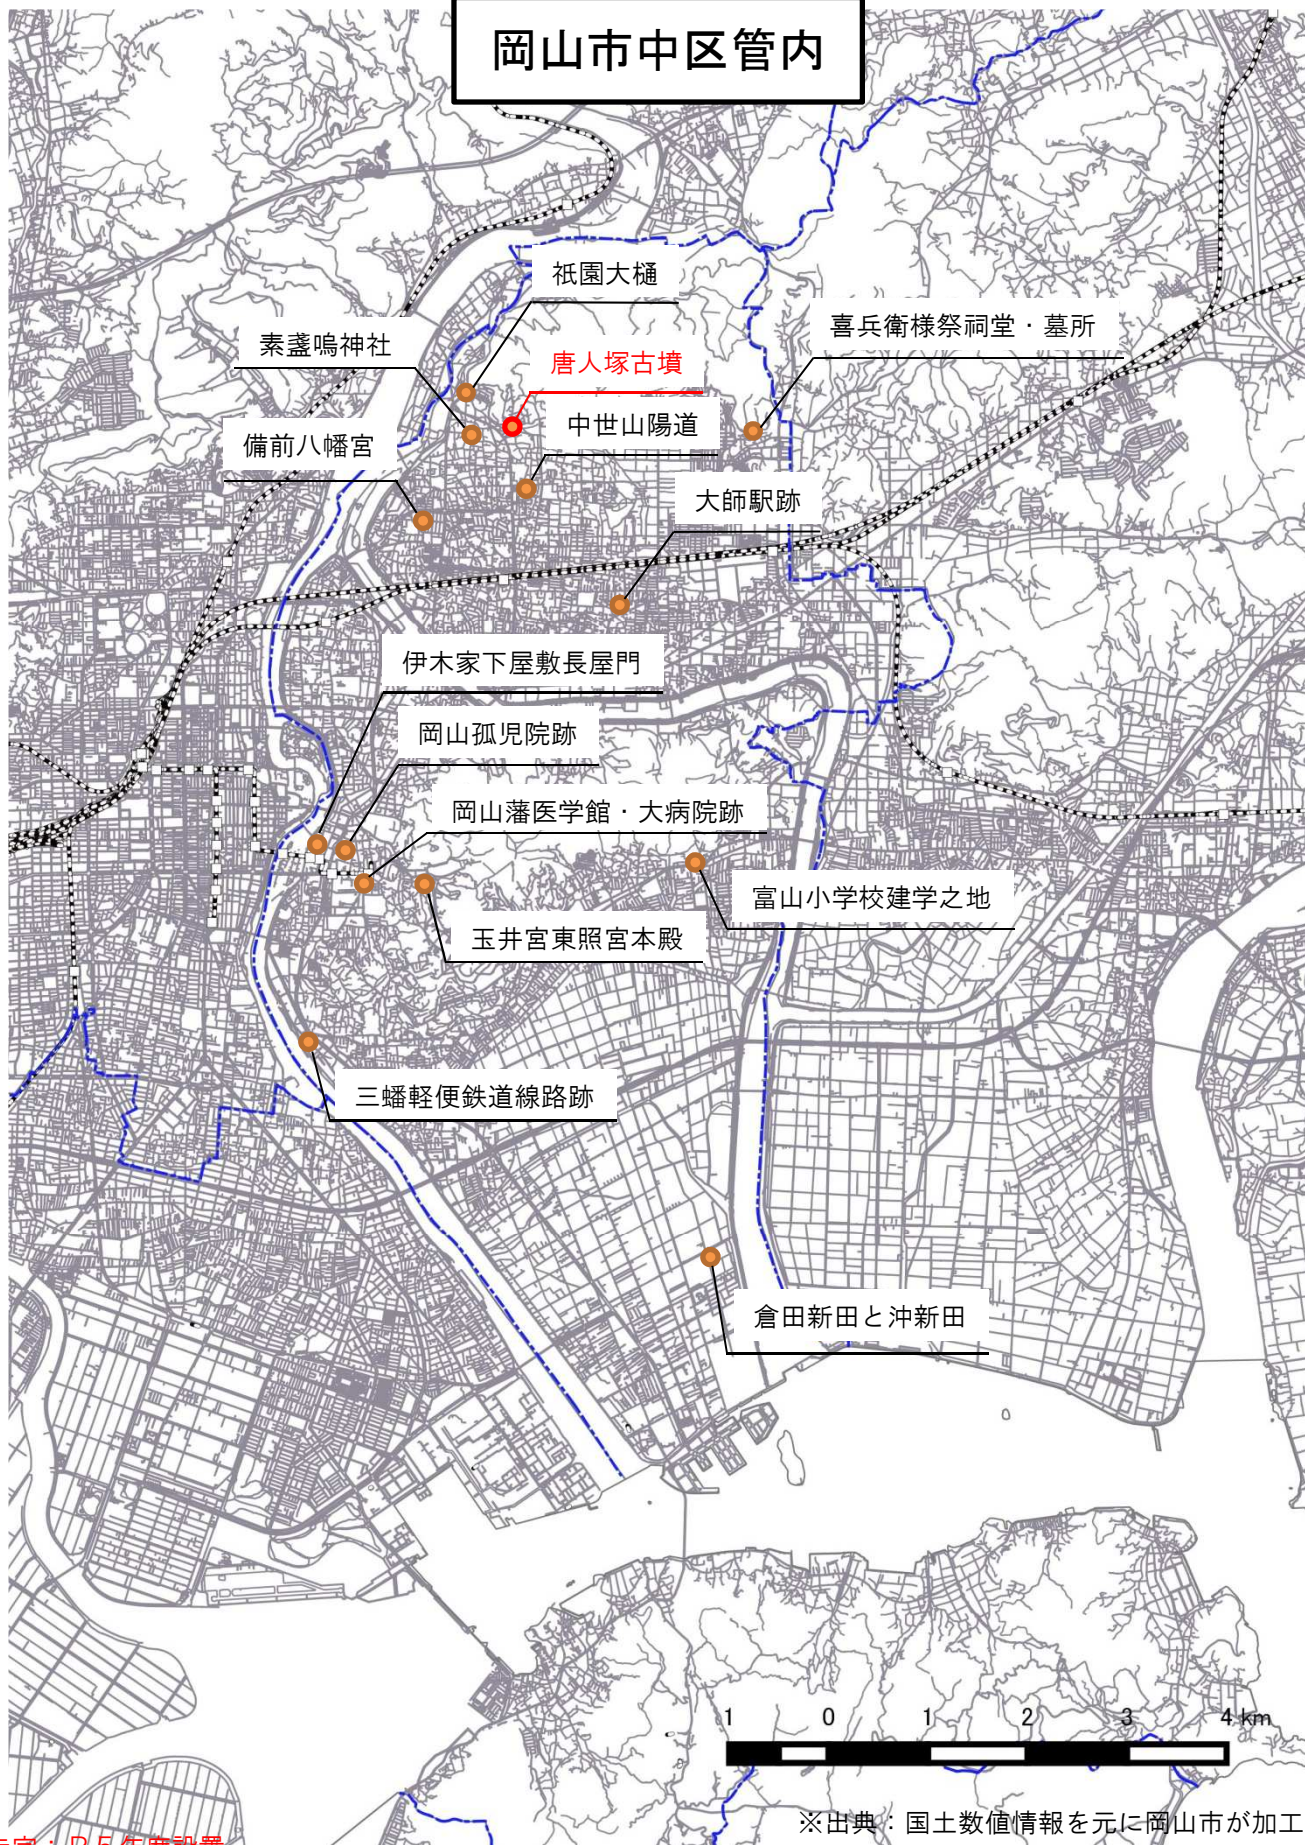 岡山市中区管内
祇園大樋
喜兵衛様祭祠堂・墓所
素盞嗚神社
唐人塚古墳
中世山陽道
備前八幡宮
大師駅跡
伊木家下屋敷長屋門
岡山孤児院跡
岡山藩医学館・大病院跡
富山小学校建学之地
玉井宮東照宮本殿
三蟠軽便鉄道線路跡
倉田新田と沖新田
1 0 1 2 3 4 km
※出典：国土数値情報を元に岡山市が加工